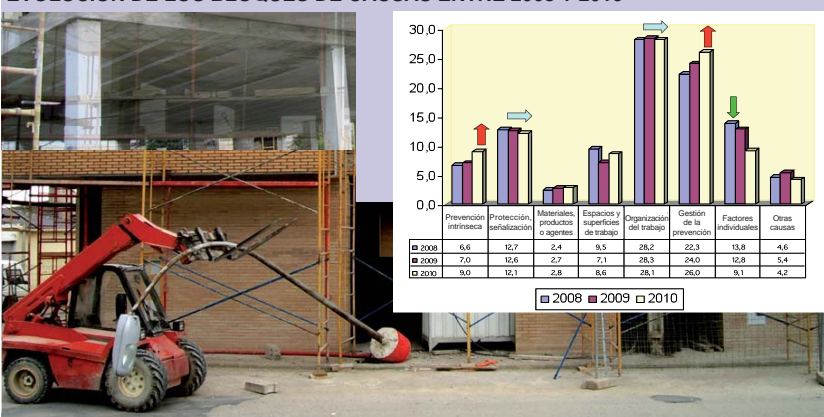 30,0
25,0
20,0
15,0
10,0
5,0
0,0
Prevención intrínseca
Protección, señalización
Materiales, productos o agentes
Espacios y superficies de trabajo
Organización del trabajo
Gestión de la prevención
Factores individuales
Otras causas
2008 6,6 12,7 2,4 9,5 28,2 22,3 13,8 4,6
2009 7,0 12,6 2,7 7,1 28,3 24,0 12,8 5,4
2010 9,0 12,1 2,8 8,6 28,1 26,0 9,1 4,2
2008 2009 2010